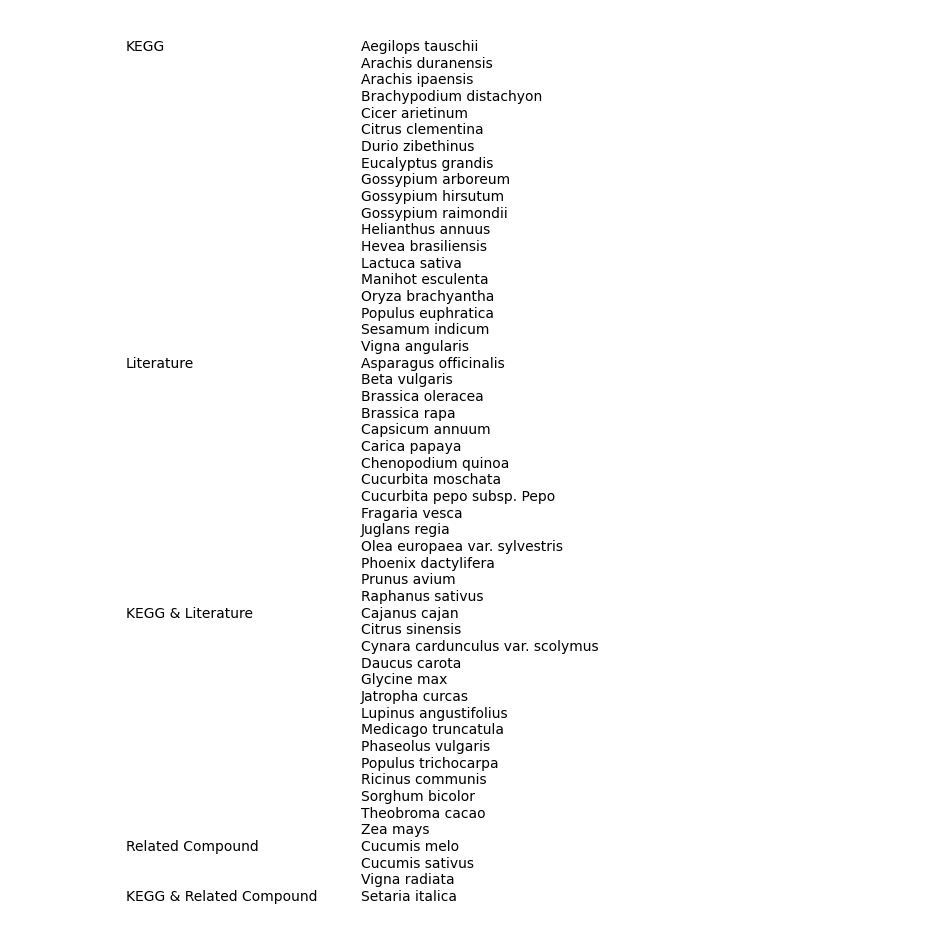 KEGG Aegilops tauschii
Arachis duranensis
Arachis ipaensis
Brachypodium distachyon
Cicer arietinum
Citrus clementina
Durio zibethinus
Eucalyptus grandis
Gossypium arboreum
Gossypium hirsutum
Gossypium raimondii
Helianthus annuus
Hevea brasiliensis
Lactuca sativa
Manihot esculenta
Oryza brachyantha
Populus euphratica
Sesamum indicum
Vigna angularis
Literature Asparagus officinalis
Beta vulgaris
Brassica oleracea
Brassica rapa
Capsicum annuum
Carica papaya
Chenopodium quinoa
Cucurbita moschata
Cucurbita pepo subsp. Pepo
Fragaria vesca
Juglans regia
Olea europaea var. sylvestris
Phoenix dactylifera
Prunus avium
Raphanus sativus
KEGG & Literature Cajanus cajan
Citrus sinensis
Cynara cardunculus var. scolymus
Daucus carota
Glycine max
Jatropha curcas
Lupinus angustifolius
Medicago truncatula
Phaseolus vulgaris
Populus trichocarpa
Ricinus communis
Sorghum bicolor
Theobroma cacao
Zea mays
Related Compound Cucumis melo
Cucumis sativus
Vigna radiata
KEGG & Related Compound Setaria italica